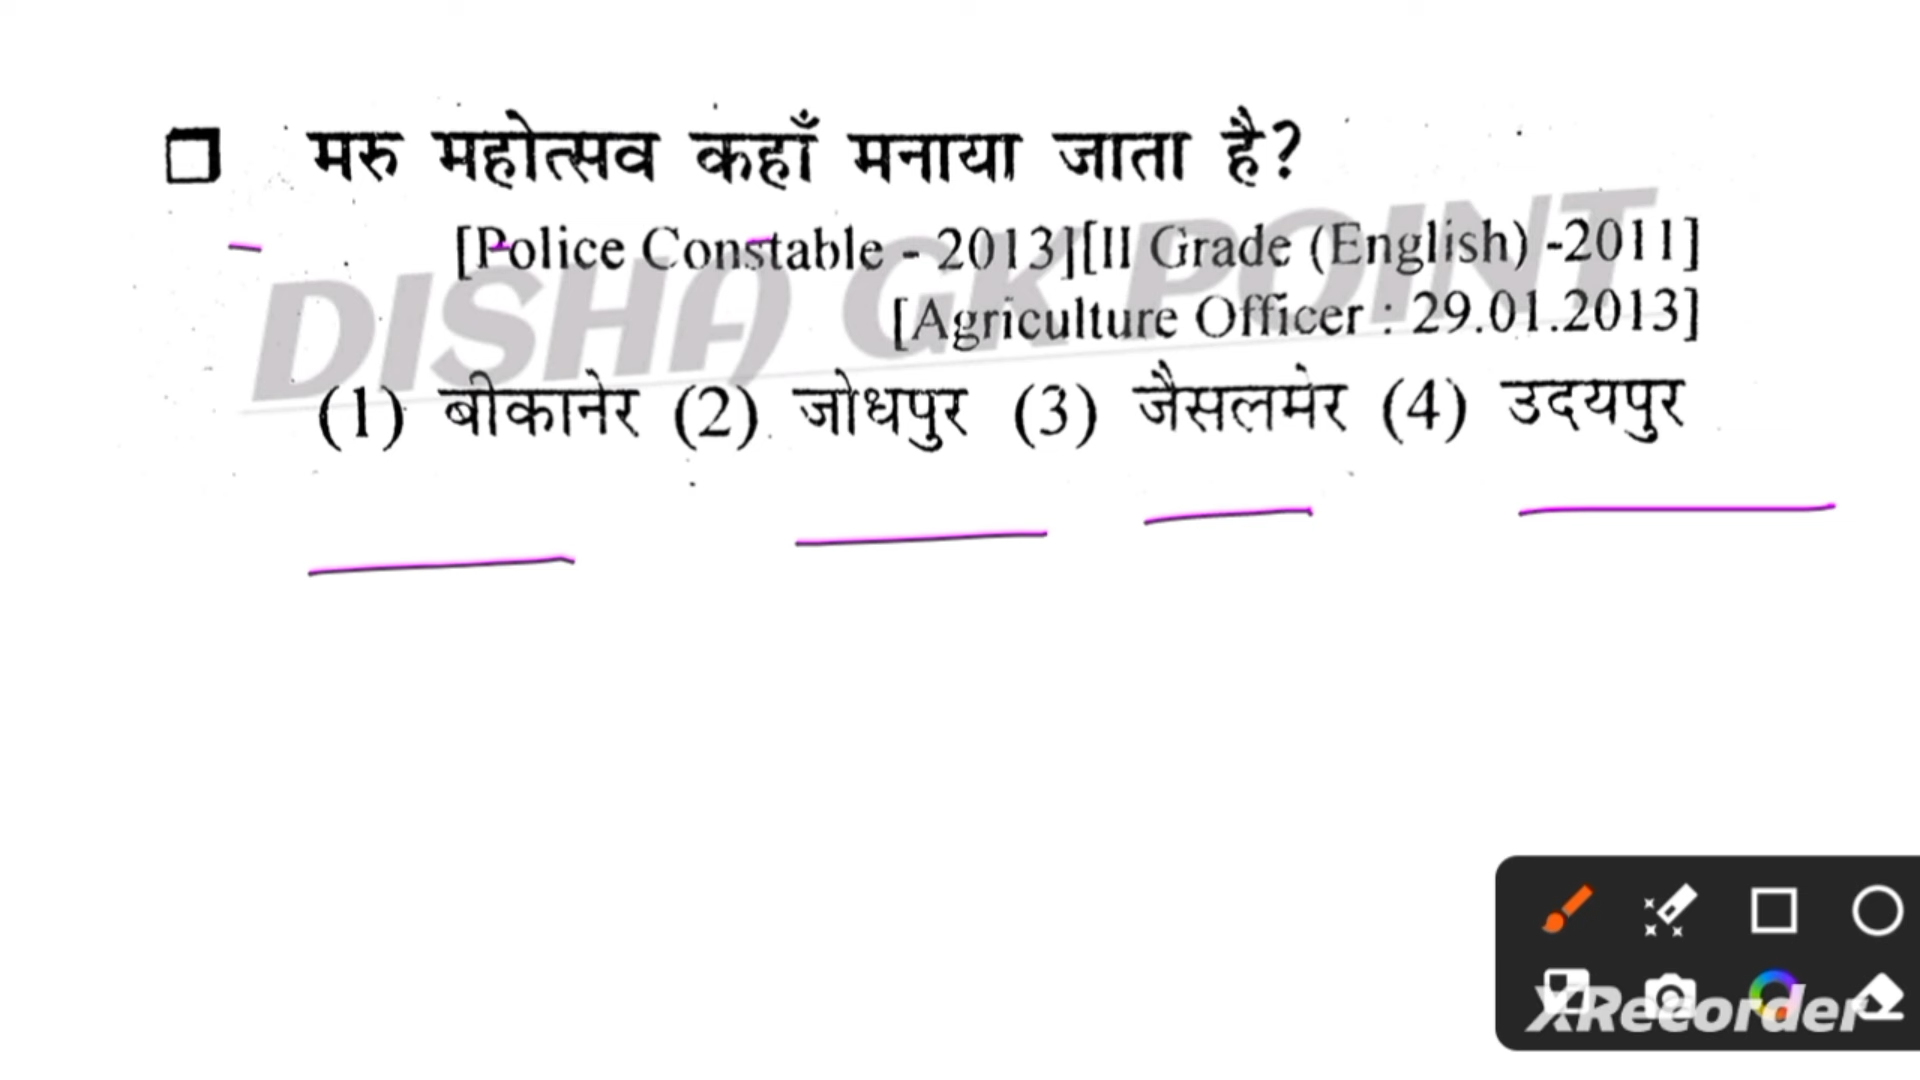 मरु महोत्सव कहाँ मनाया जाता है?
[Police Constable - 2013][II Grade (English) -2011]
[Agriculture Officer : 29.01.2013]
DISHA GK POINT
(1) बीकानेर (2) जोधपुर (3) जैसलमेर (4) उदयपुर
XRecorder